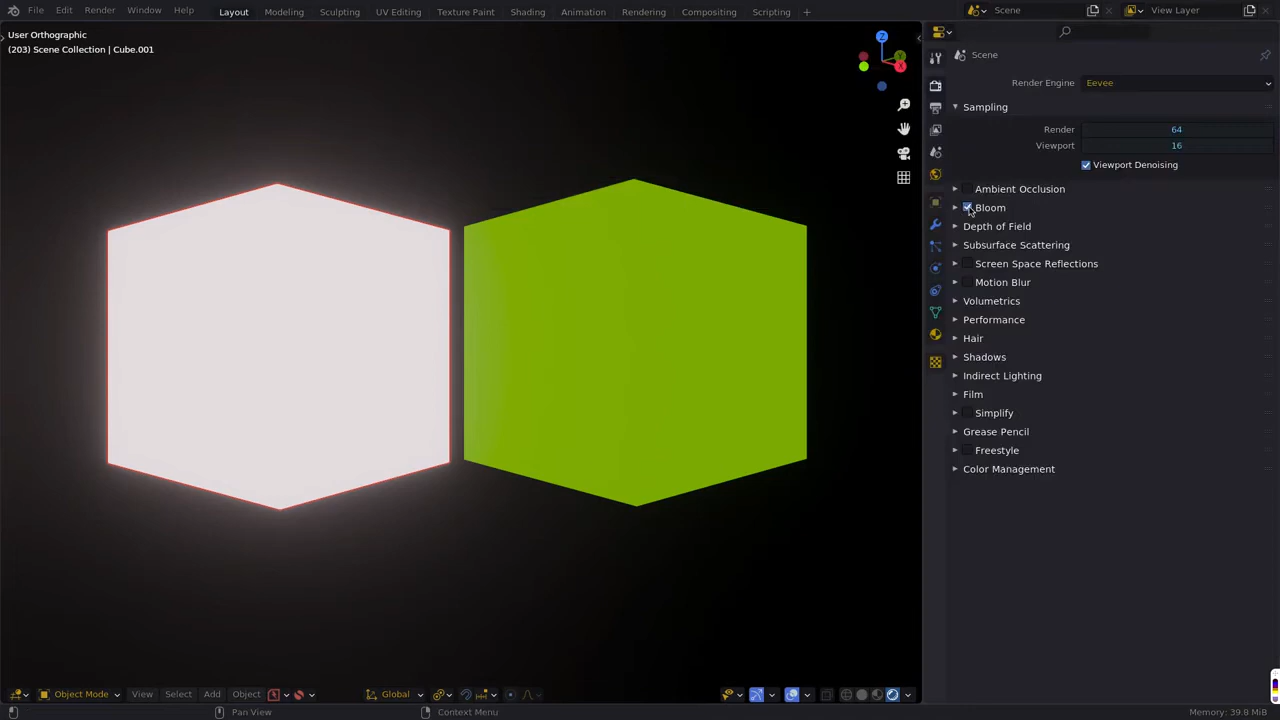 File Edit Render Window Help Layout Modeling Sculpting UV Editing Texture Paint Shading Animation Rendering Compositing Scripting + Scene View Layer
User Orthographic
(203) Scene Collection | Cube.001
Z
Y
X
Scene
Render Engine Eevee
Sampling
Render 64
Viewport 16
Viewport Denoising
Ambient Occlusion
Bloom
Depth of Field
Subsurface Scattering
Screen Space Reflections
Motion Blur
Volumetrics
Performance
Hair
Shadows
Indirect Lighting
Film
Simplify
Grease Pencil
Freestyle
Color Management
Object Mode View Select Add Object Global
Pan View Context Menu Memory: 39.8 MiB